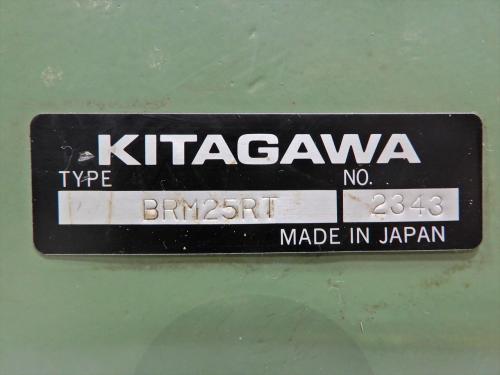 KITAGAWA
TYPE NO.
BRM25RT 2343
MADE IN JAPAN